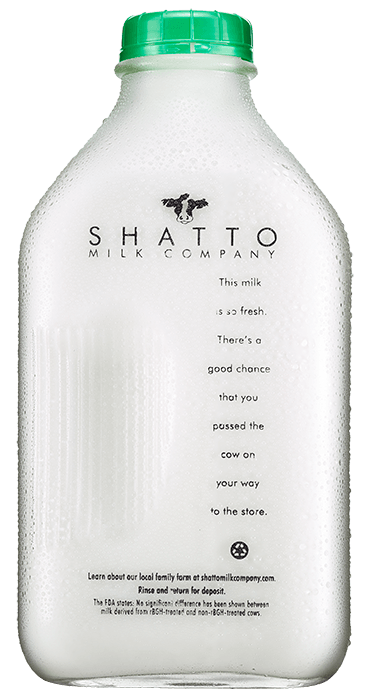 SHATTO
MILK COMPANY
This milk
is so fresh.
There's a
good chance
that you
passed the
cow on
your way
to the store.
Learn about our local family farm at shattomilkcompany.com.
Rinse and return for deposit.
The FDA states: No significant difference has been shown between
milk derived from rBGH-treated and non-rBGH-treated cows.